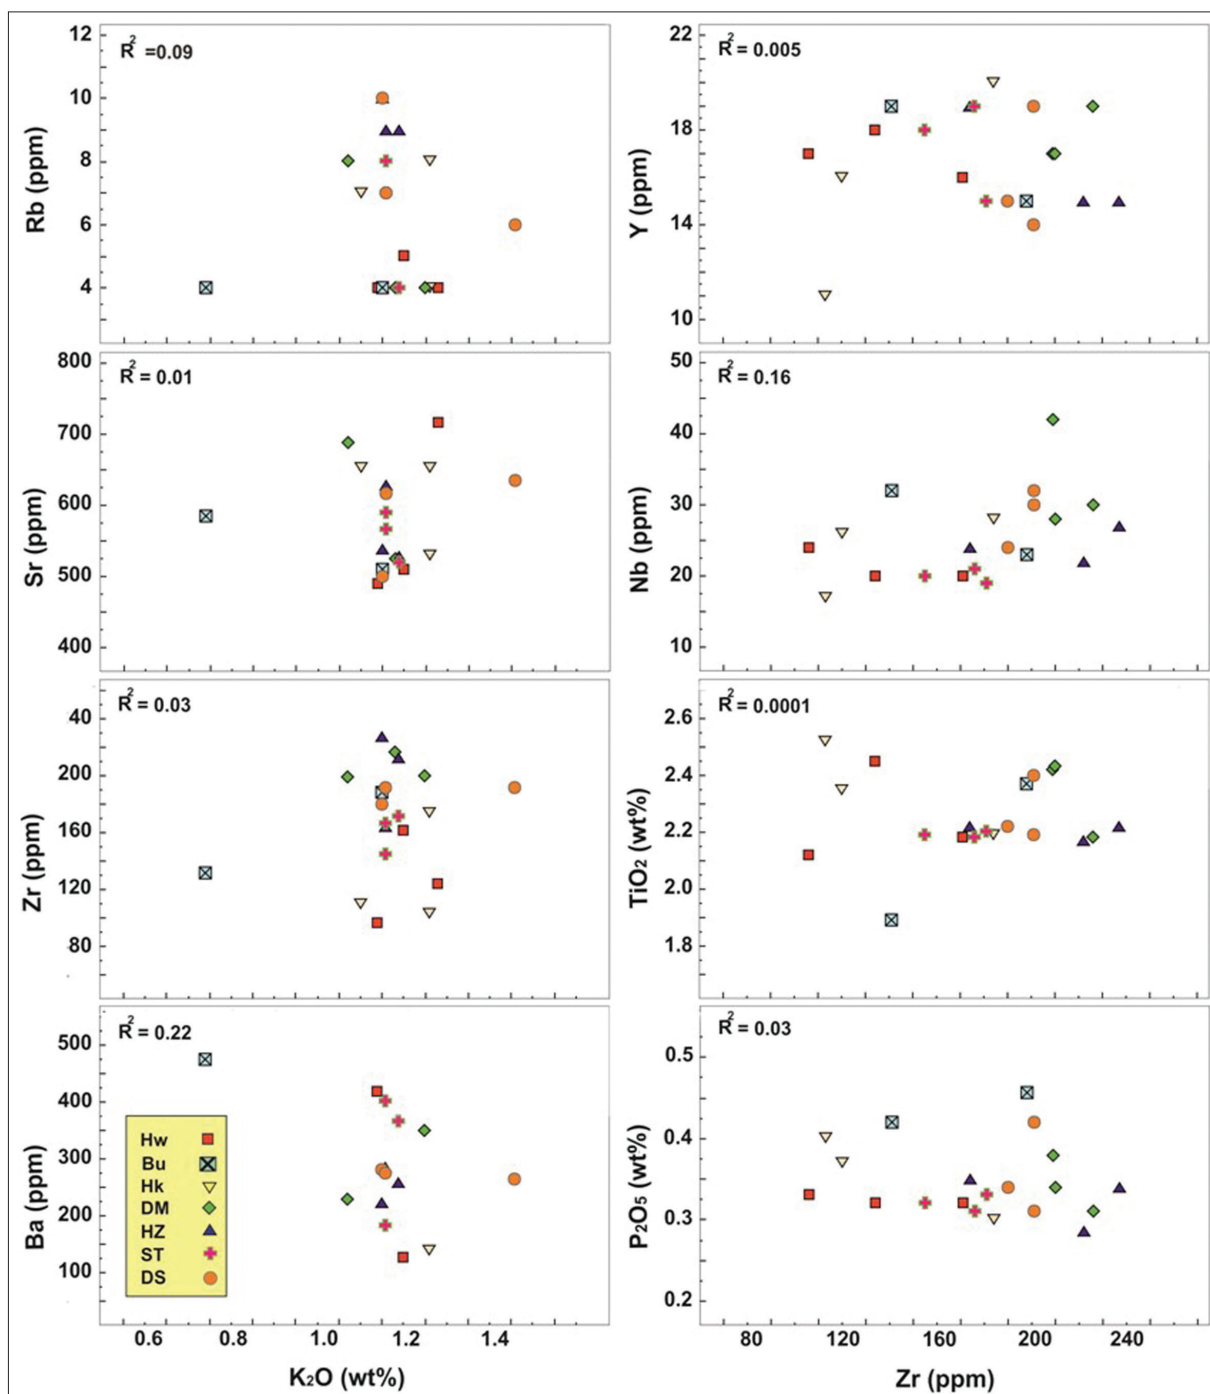 R² =0.09
12
10
8
6
4
Rb (ppm)
R² = 0.005
22
18
14
10
Y (ppm)
R² = 0.01
800
700
600
500
400
Sr (ppm)
R² = 0.16
50
40
30
20
10
Nb (ppm)
R² = 0.03
40
200
160
120
80
Zr (ppm)
R² = 0.0001
2.6
2.4
2.2
2.0
1.8
TiO₂ (wt%)
R² = 0.22
500
400
300
200
100
Ba (ppm)
Hw
Bu
Hk
DM
HZ
ST
DS
0.6 0.8 1.0 1.2 1.4
K₂O (wt%)
R² = 0.03
0.5
0.4
0.3
0.2
P₂O₅ (wt%)
80 120 160 200 240
Zr (ppm)